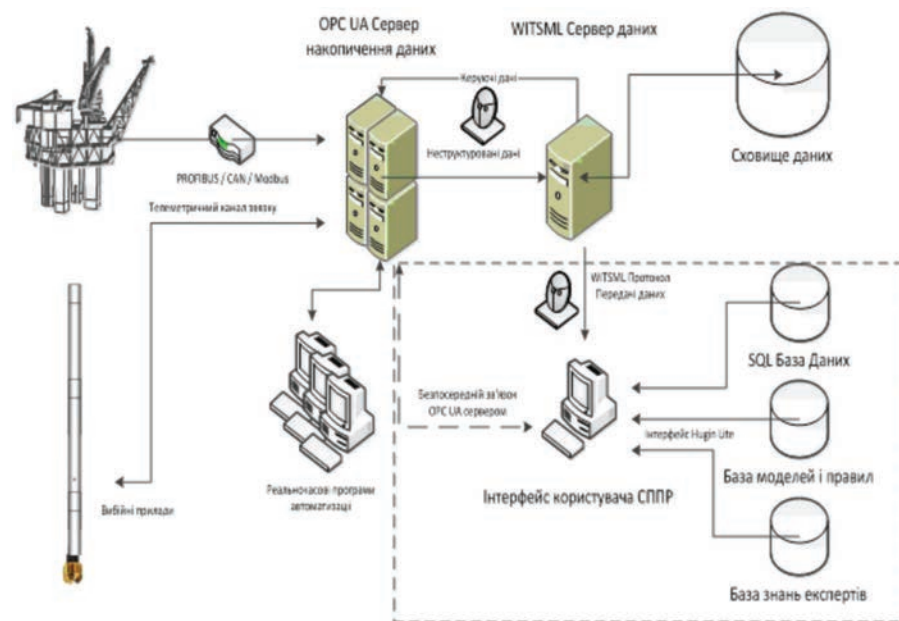 OPC UA Сервер
накопичення даних
WITSML Сервер даних
Керуючі дані
Неструктуровані дані
Сховище даних
PROFIBUS / CAN / Modbus
Телеметричний канал звязку
WITSML Протокол
Передачі даних
SQL База Даних
Безпосередній зв'язок
OPC UA сервером
Інтерфейс Hugin Lite
База моделей і правил
Реальночасові програми
автоматизації
Інтерфейс користувача СППР
Вибійні прилади
База знань експертів